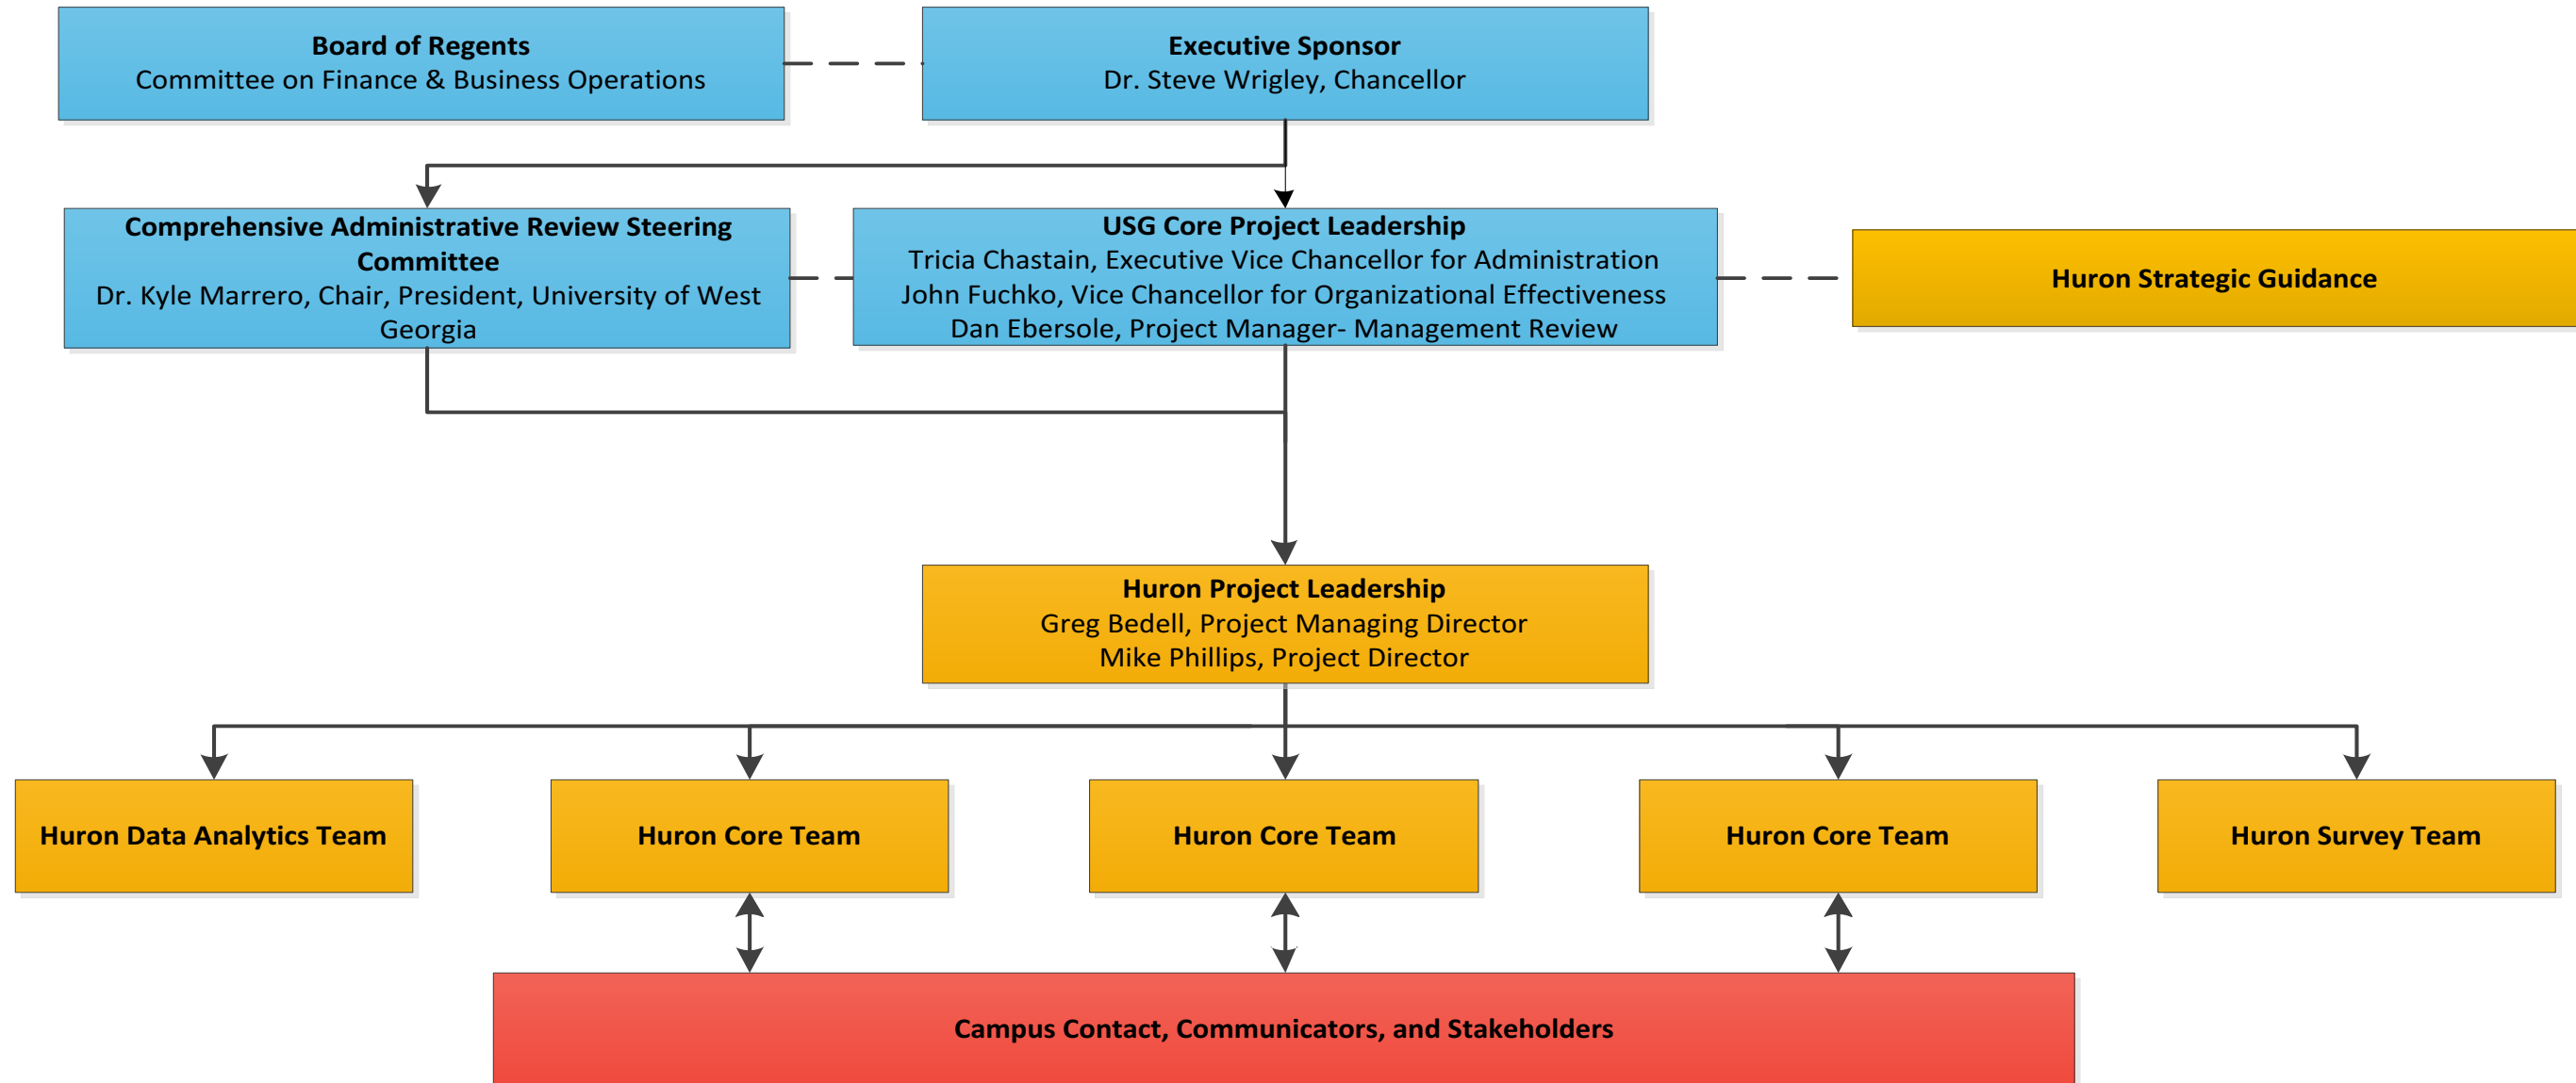 Board of Regents
Committee on Finance & Business Operations
Executive Sponsor
Dr. Steve Wrigley, Chancellor
Comprehensive Administrative Review Steering
Committee
Dr. Kyle Marrero, Chair, President, University of West
Georgia
USG Core Project Leadership
Tricia Chastain, Executive Vice Chancellor for Administration
John Fuchko, Vice Chancellor for Organizational Effectiveness
Dan Ebersole, Project Manager- Management Review
Huron Strategic Guidance
Huron Project Leadership
Greg Bedell, Project Managing Director
Mike Phillips, Project Director
Huron Data Analytics Team
Huron Core Team
Huron Core Team
Huron Core Team
Huron Survey Team
Campus Contact, Communicators, and Stakeholders